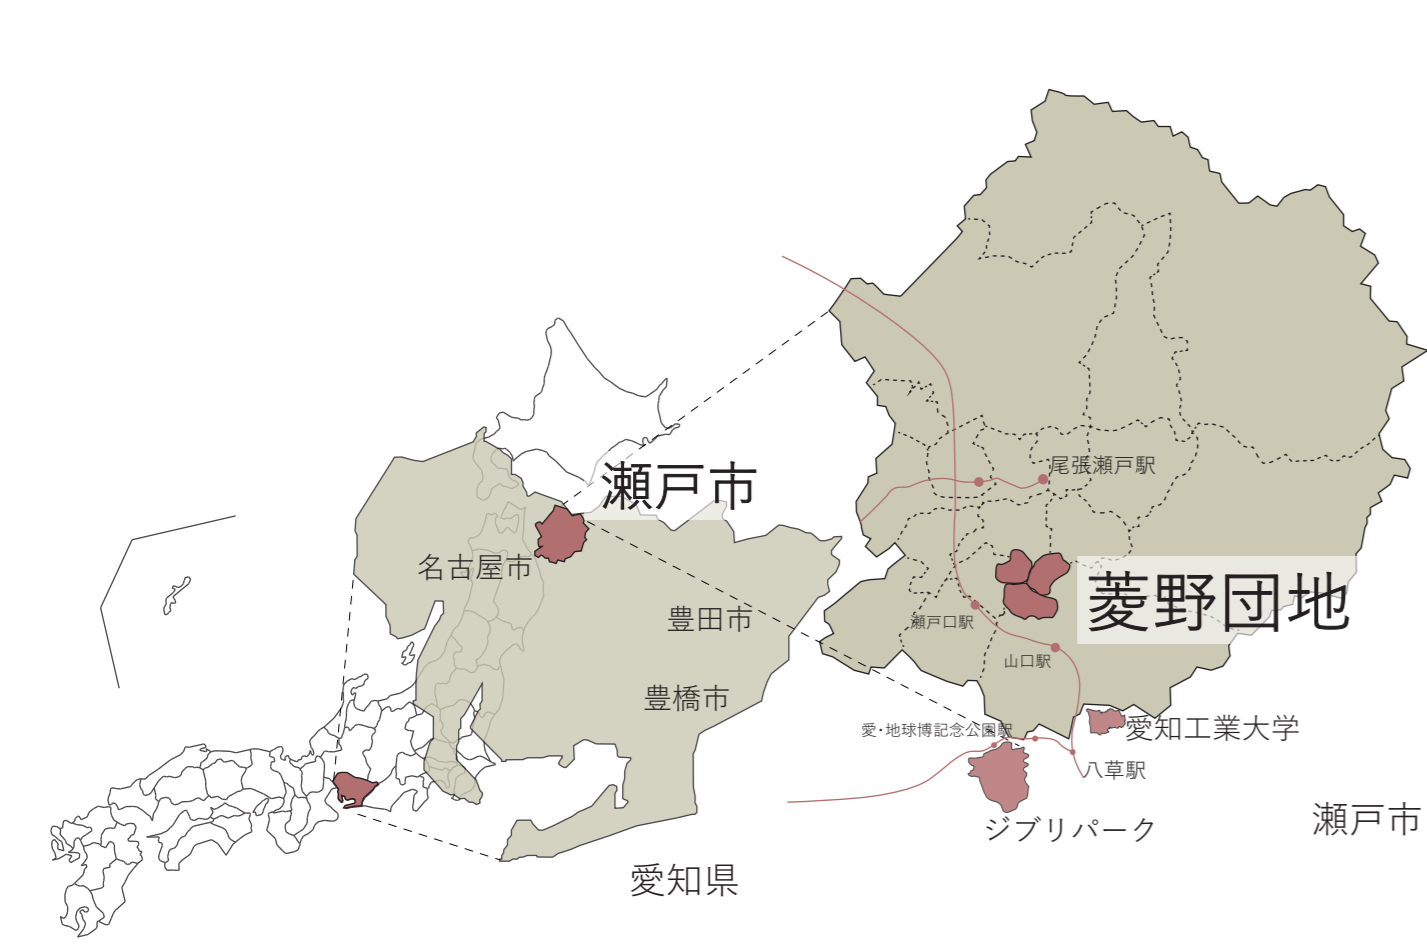 瀬戸市
名古屋市
豊田市
豊橋市
愛知県
尾張瀬戸駅
菱野団地
瀬戸口駅
山口駅
愛・地球博記念公園駅
愛知工業大学
八草駅
ジブリパーク
瀬戸市